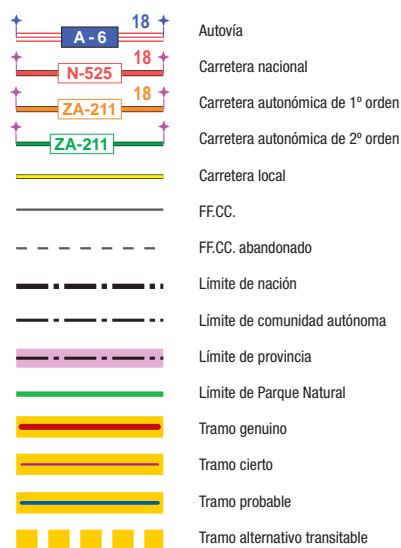 18
A - 6 Autovía
18
N-525 Carretera nacional
18
ZA-211 Carretera autonómica de 1º orden
ZA-211 Carretera autonómica de 2º orden
Carretera local
FF.CC.
FF.CC. abandonado
Límite de nación
Límite de comunidad autónoma
Límite de provincia
Límite de Parque Natural
Tramo genuino
Tramo cierto
Tramo probable
Tramo alternativo transitable